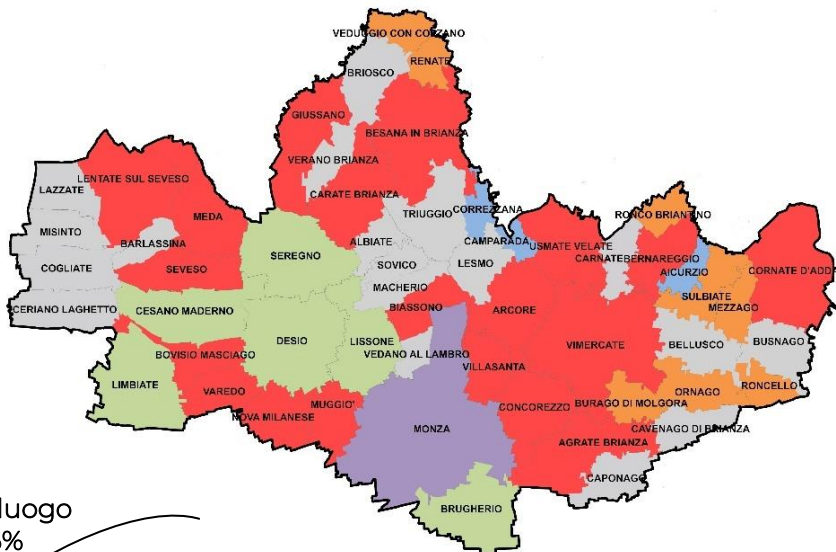 VEDUGGIO CON COLZANO
RENATE
BRIOSCO
GIUSSANO
BESANA IN BRIANZA
VERANO BRIANZA
LENTATE SUL SEVESO
LAZZATE
CARATE BRIANZA
TRIUGGIO
CORREZZANA
RONCO BRIANTINO
MEDA
MISINTO
BARLASSINA
ALBIATE
CAMPARADA
USMATE VELATE
SEREGNO
CARNATE
BERNAREGGIO
COGLIATE
SEVESO
SOVICO
LESMO
AICURZIO
CORNATE D'ADD
MACHERIO
SULBIATE
CERIANO LAGHETTO
CESANO MADERNO
BIASSONO
ARCORE
MEZZAGO
DESIO
LISSONE
VIMERCATE
BELLUSCO
BUSNAGO
BOVISIO MASCIAGO
VEDANO AL LAMBRO
VILLASANTA
LIMBIATE
VAREDO
ORNAGO
RONCELLO
MUGGIO'
CONCOREZZO
BURAGO DI MOLGORA
NOVA MILANESE
MONZA
CAVENAGO DI BRIANZA
AGRATE BRIANZA
CAPONAGO
BRUGHERIO
luogo
%